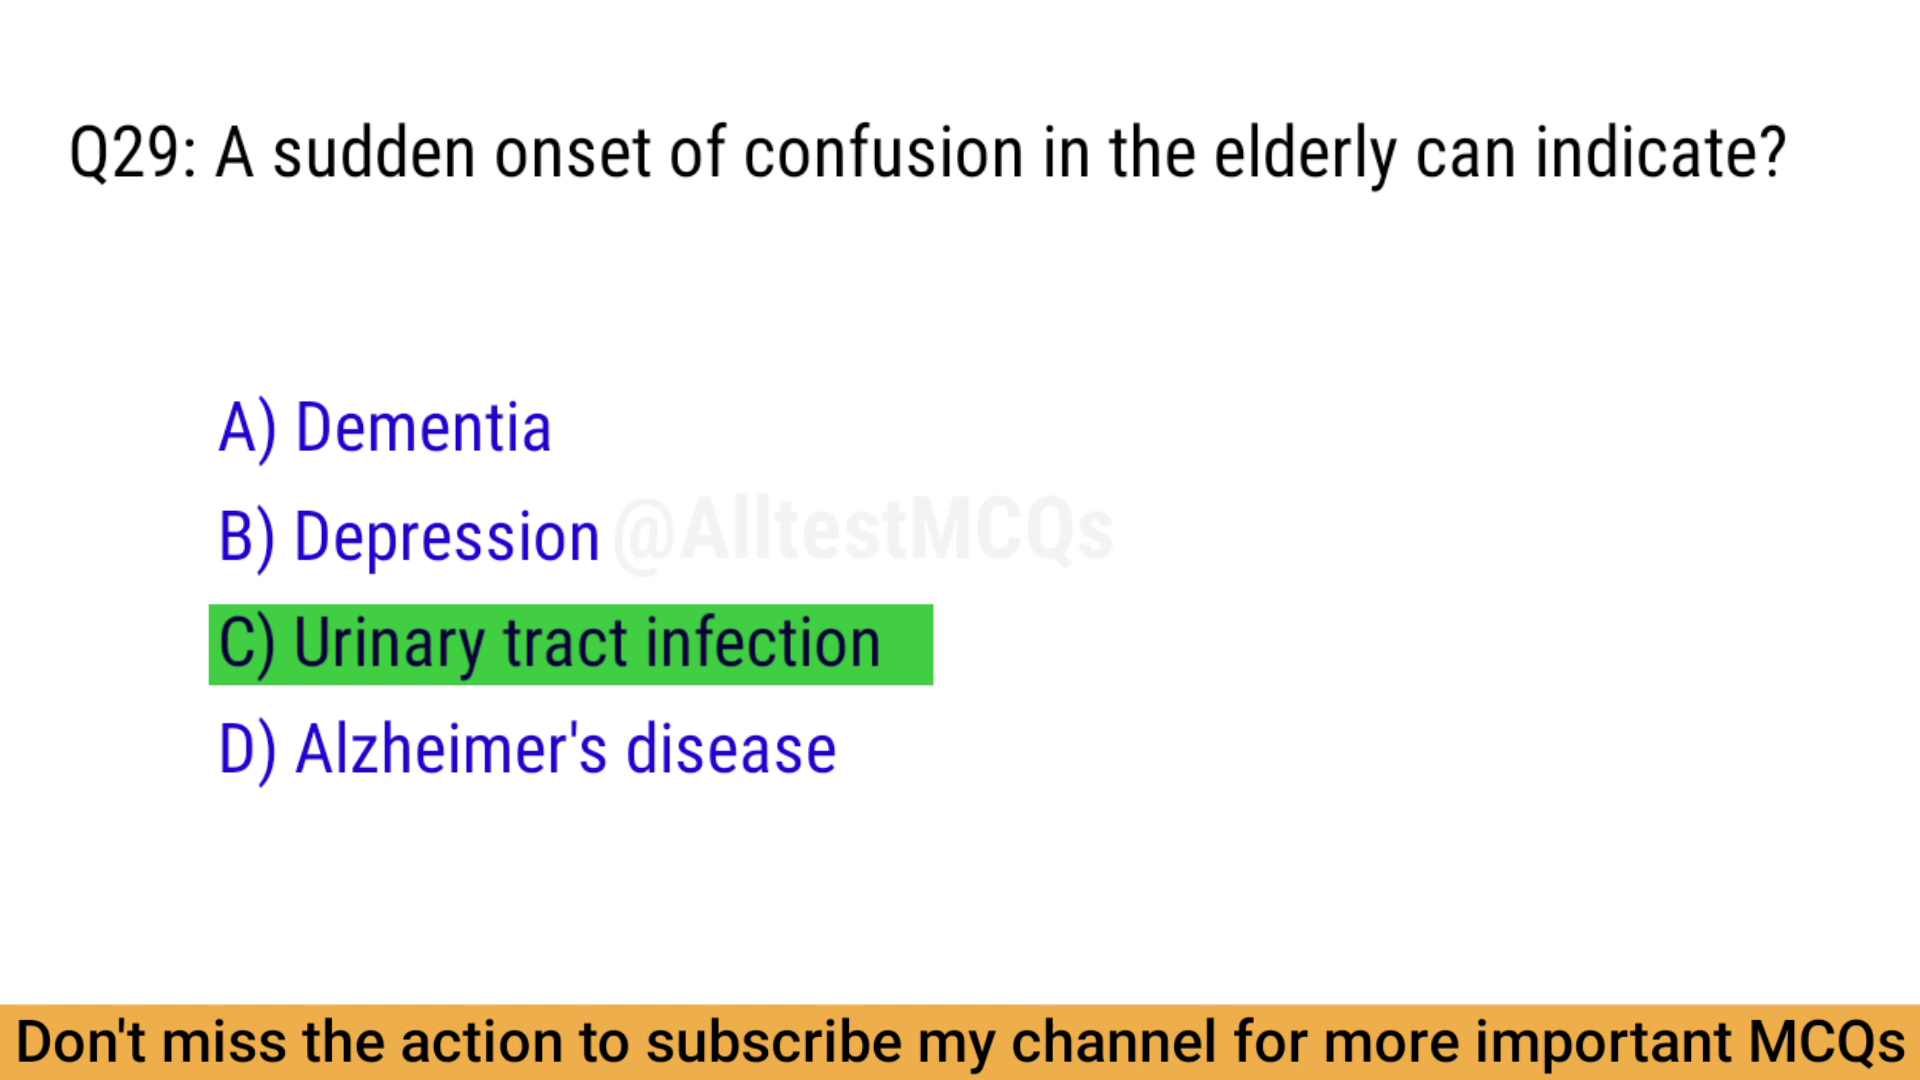 Q29: A sudden onset of confusion in the elderly can indicate?
A) Dementia
B) Depression
@AlltestMCQs
C) Urinary tract infection
D) Alzheimer's disease
Don't miss the action to subscribe my channel for more important MCQs